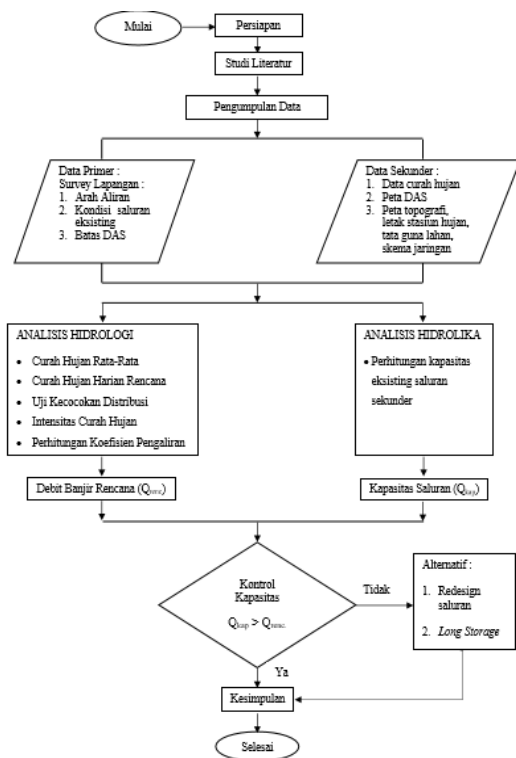 Mulai
Persiapan
Studi Literatur
Pengumpulan Data
Data Primer :
Survey Lapangan :
1. Arah Aliran
2. Kondisi saluran
eksisting
3. Batas DAS
Data Sekunder :
1. Data curah hujan
2. Peta DAS
3. Peta topografi,
letak stasiun hujan,
tata guna lahan,
skema jaringan
ANALISIS HIDROLOGI
• Curah Hujan Rata-Rata
• Curah Hujan Harian Rencana
• Uji Kecocokan Distribusi
• Intensitas Curah Hujan
• Perhitungan Koefisien Pengaliran
ANALISIS HIDROLIKA
• Perhitungan kapasitas
eksisting saluran
sekunder
Debit Banjir Rencana (Qrenc)
Kapasitas Saluran (Qkap)
Kontrol
Kapasitas
Qkap > Qrenc.
Tidak
Alternatif :
1. Redesign
saluran
2. Long Storage
Ya
Kesimpulan
Selesai